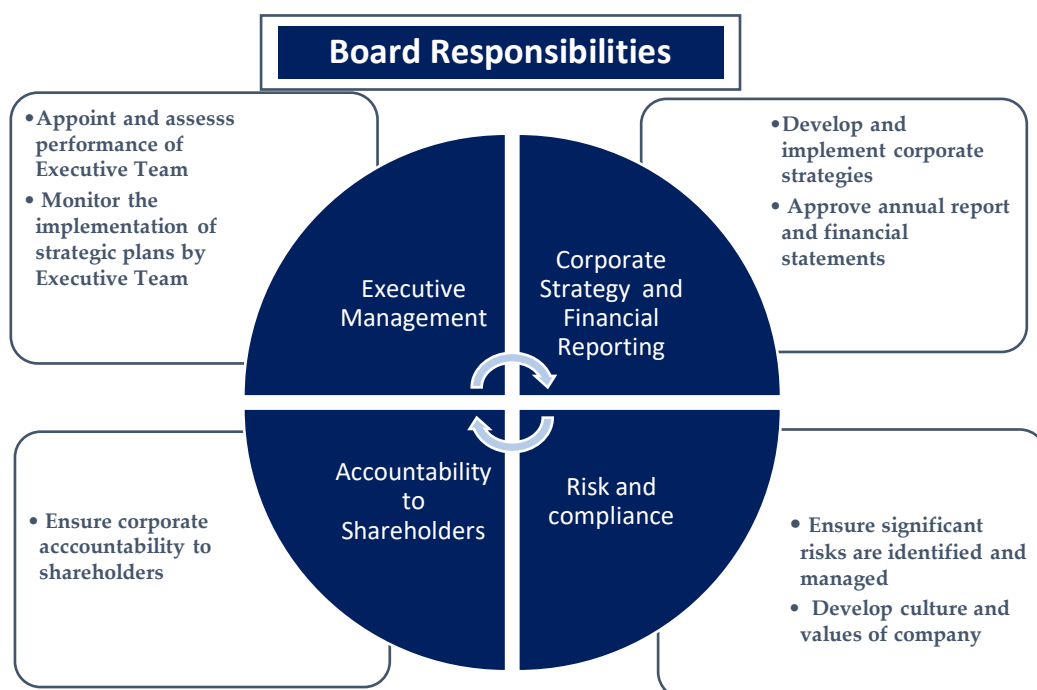 Board Responsibilities
•Appoint and assesss
performance of
Executive Team
• Monitor the
implementation of
strategic plans by
Executive Team
•Develop and
implement corporate
strategies
• Approve annual report
and financial
statements
Executive
Management
Corporate
Strategy and
Financial
Reporting
Accountability
to
Shareholders
Risk and
compliance
• Ensure corporate
acccountability to
shareholders
• Ensure significant
risks are identified and
managed
• Develop culture and
values of company